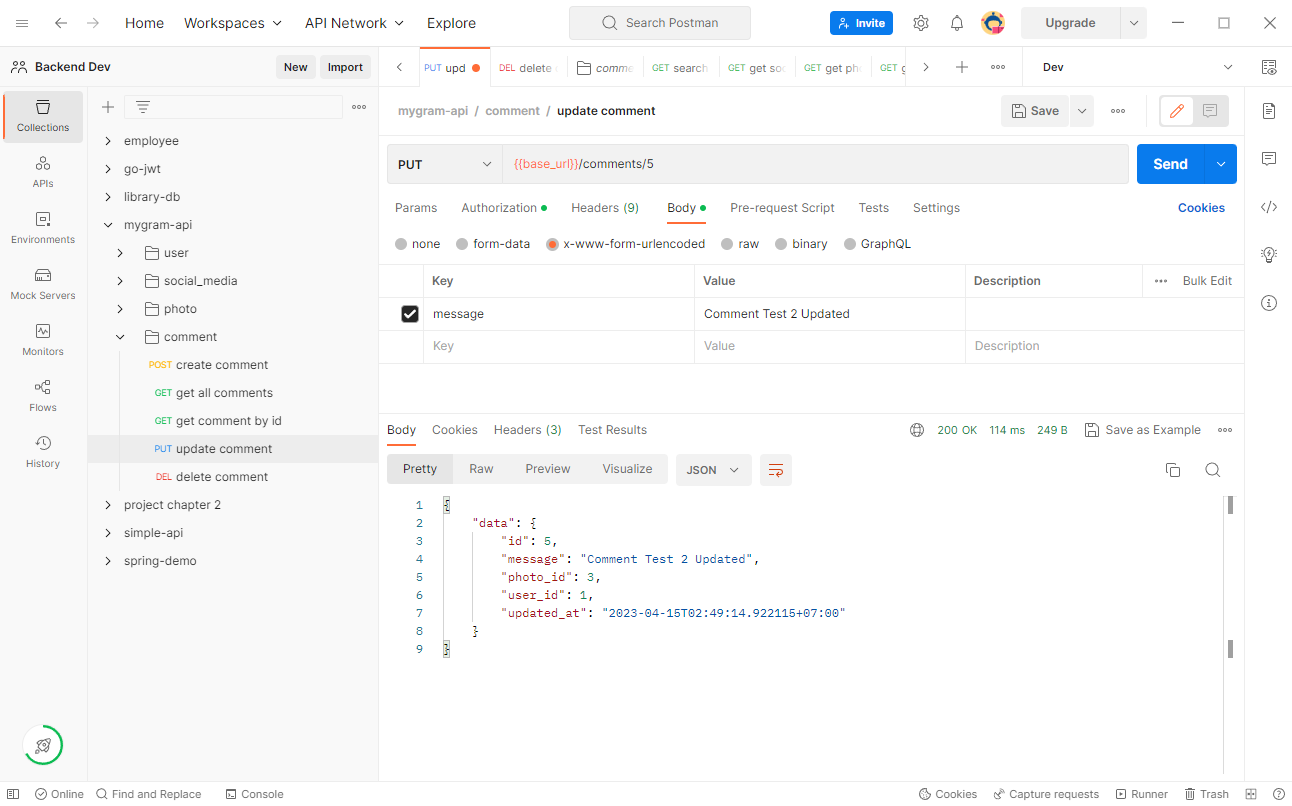 Home Workspaces API Network Explore Search Postman Invite Upgrade
Backend Dev New Import PUT upd DEL delete comme GET search GET get so GET get ph GET g Dev
mygram-api / comment / update comment Save
Collections
APIs
Environments
Mock Servers
Monitors
Flows
History
employee
go-jwt
library-db
mygram-api
user
social_media
photo
comment
POST create comment
GET get all comments
GET get comment by id
PUT update comment
DEL delete comment
project chapter 2
simple-api
spring-demo
PUT {{base_url}}/comments/5 Send
Params Authorization Headers (9) Body Pre-request Script Tests Settings Cookies
none form-data x-www-form-urlencoded raw binary GraphQL
Key Value Description Bulk Edit
message Comment Test 2 Updated
Key Value Description
Body Cookies Headers (3) Test Results 200 OK 114 ms 249 B Save as Example
Pretty Raw Preview Visualize JSON
1 {
2 "data": {
3 "id": 5,
4 "message": "Comment Test 2 Updated",
5 "photo_id": 3,
6 "user_id": 1,
7 "updated_at": "2023-04-15T02:49:14.922115+07:00"
8 }
9 }
Online Find and Replace Console Cookies Capture requests Runner Trash